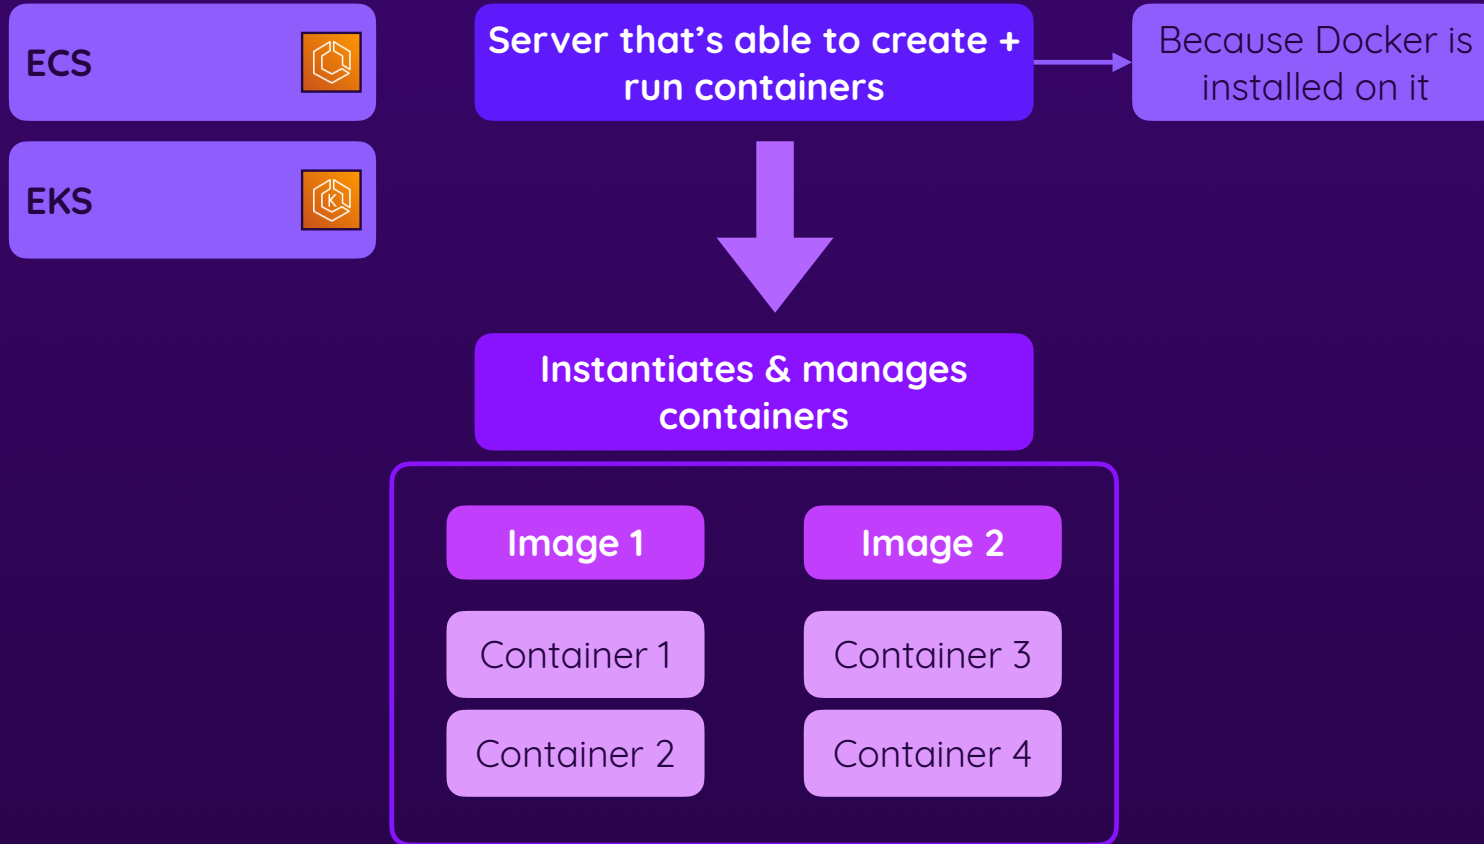 ECS
Server that’s able to create +
run containers
Because Docker is
installed on it
EKS
K
Instantiates & manages
containers
Image 1
Image 2
Container 1
Container 3
Container 2
Container 4